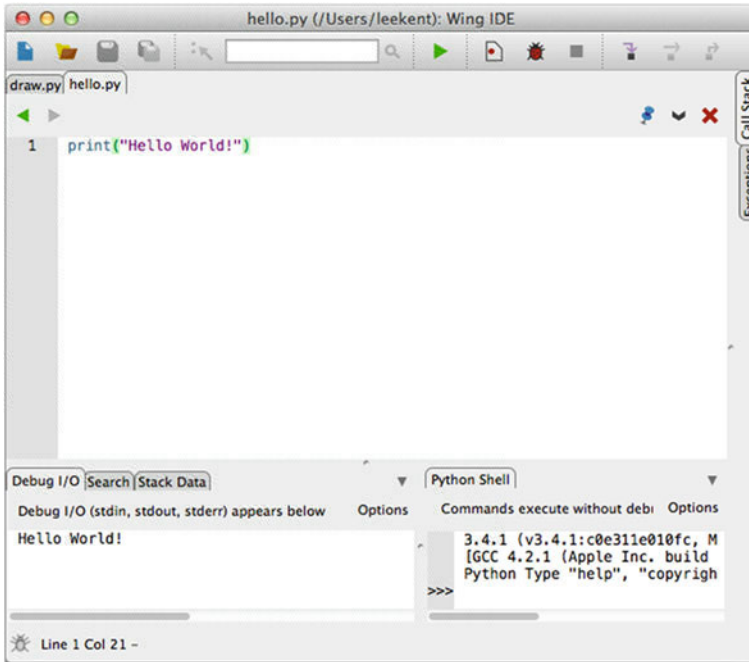 hello.py (/Users/leekent): Wing IDE
draw.py hello.py
Call Stack
Exceptions
1 print("Hello World!")
Debug I/O Search Stack Data
Debug I/O (stdin, stdout, stderr) appears below Options
Hello World!
Python Shell
Commands execute without debu Options
3.4.1 (v3.4.1:c0e311e010fc, M
[GCC 4.2.1 (Apple Inc. build
Python Type "help", "copyrigh
>>>
Line 1 Col 21 –